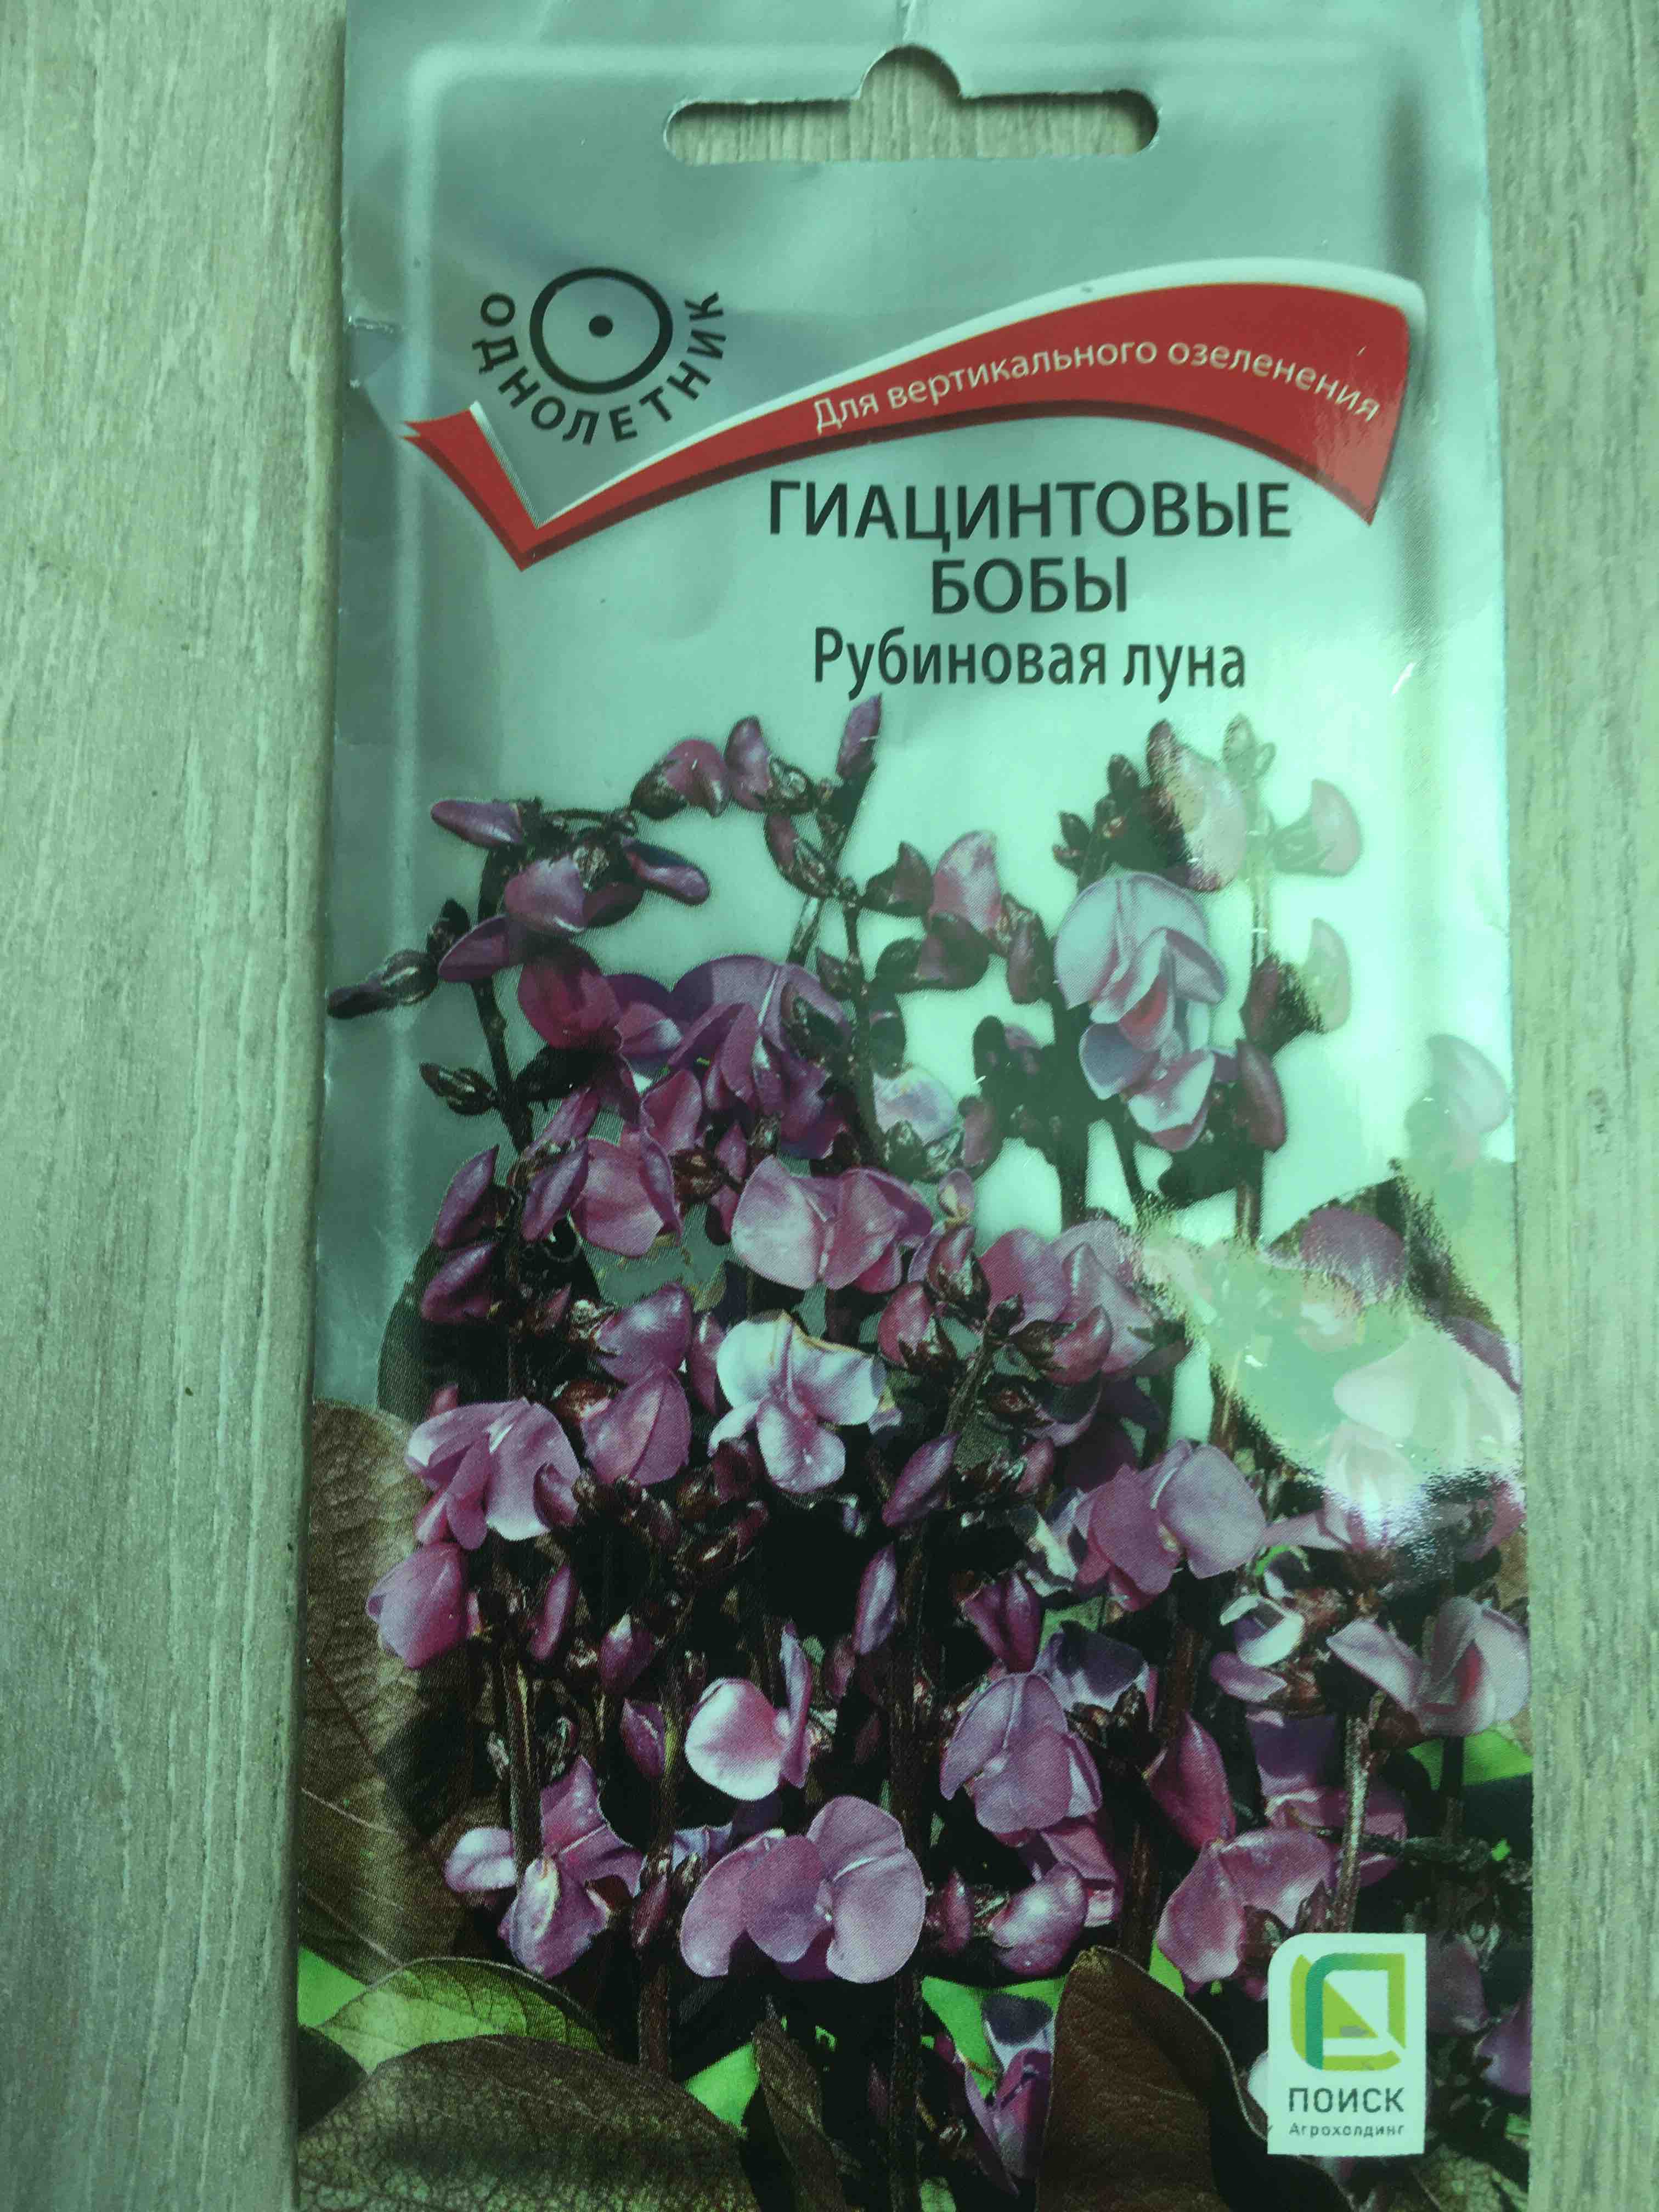 ОДНОЛЕТНИК
Для вертикального озеленения
ГИАЦИНТОВЫЕ
БОБЫ
Рубиновая луна
ПОИСК
Агрохолдинг